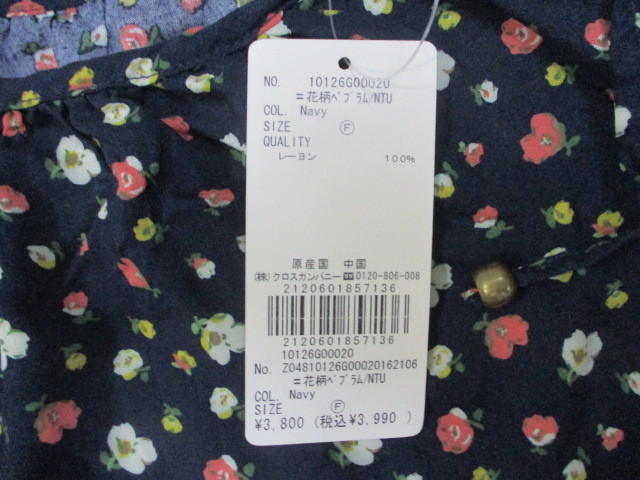 NO. 10126G00020
=花柄ペプラム/NTU
COL. Navy
SIZE Ⓕ
QUALITY
レーヨン 100%
原産国 中国
(株)クロスカンパニー☎0120-806-008
2120601857136
2120601857136
10126G00020
No. Z04810126G00020162106
=花柄ペプラム/NTU
COL. Navy
SIZE Ⓕ
¥3,800 (税込¥3,990 )